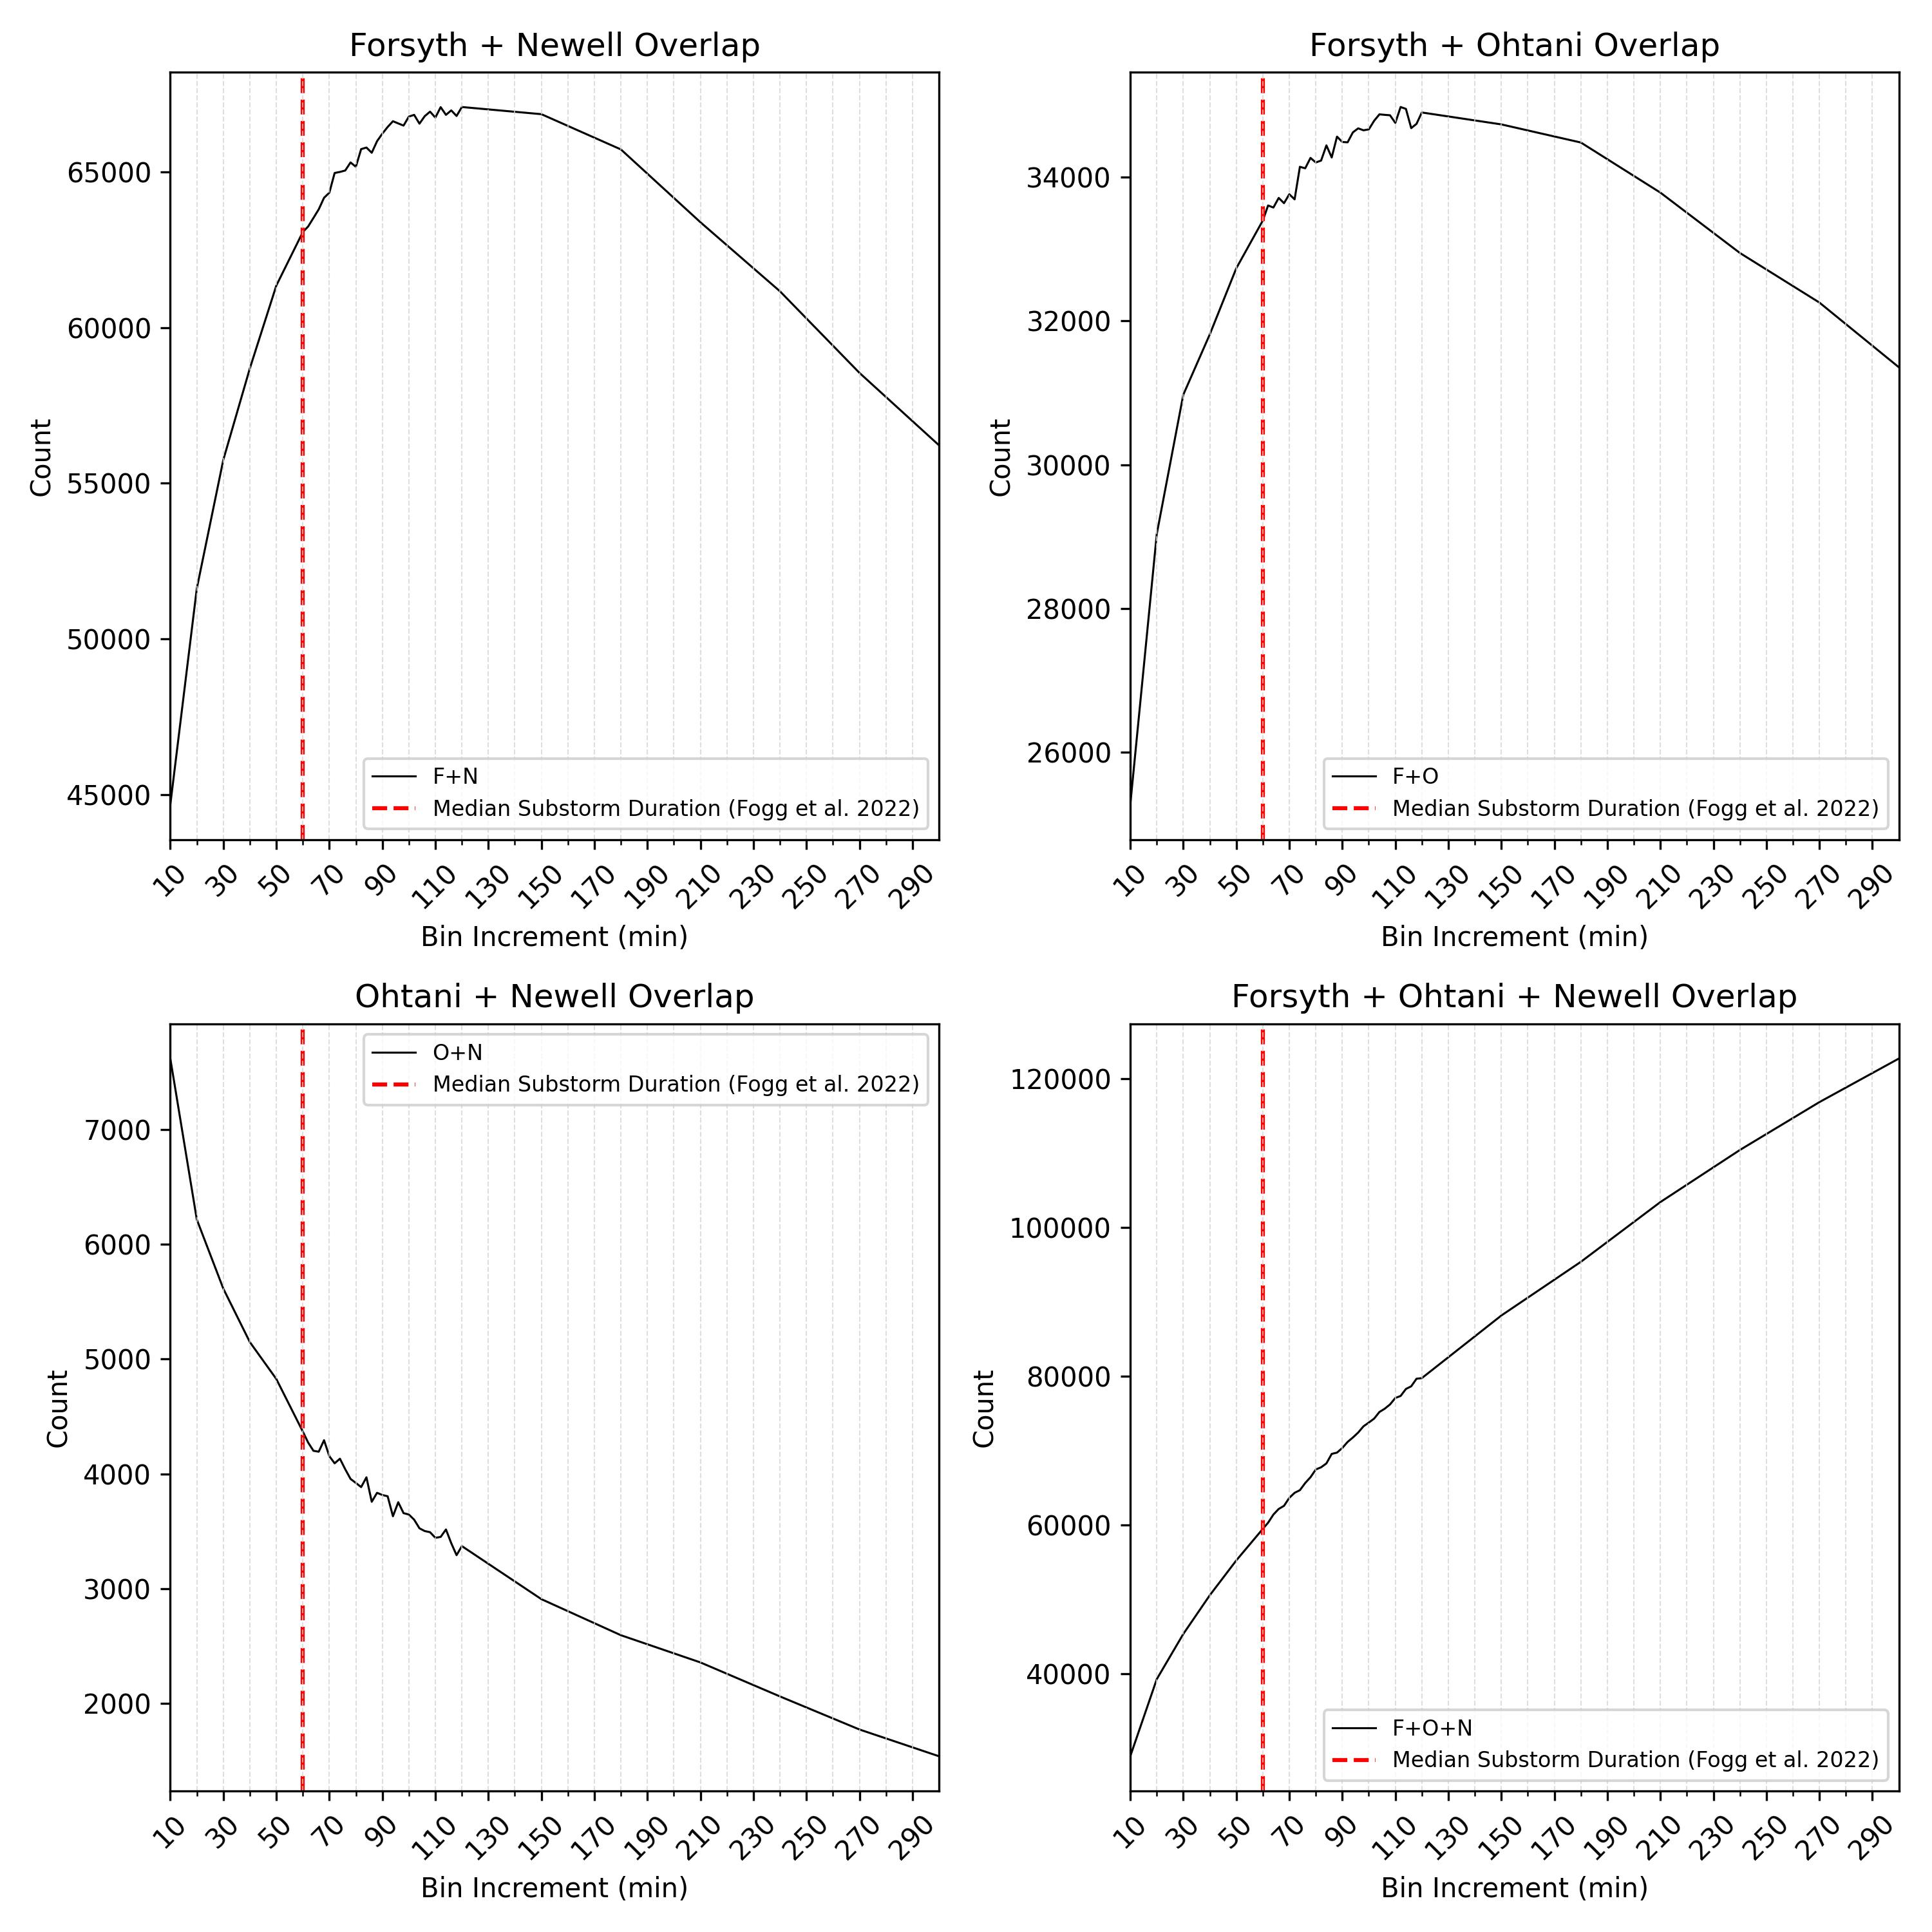 Forsyth + Newell Overlap
Count
65000
60000
55000
50000
45000
F+N
Median Substorm Duration (Fogg et al. 2022)
10 30 50 70 90 110 130 150 170 190 210 230 250 270 290
Bin Increment (min)
Forsyth + Ohtani Overlap
Count
34000
32000
30000
28000
26000
F+O
Median Substorm Duration (Fogg et al. 2022)
10 30 50 70 90 110 130 150 170 190 210 230 250 270 290
Bin Increment (min)
Ohtani + Newell Overlap
Count
7000
6000
5000
4000
3000
2000
O+N
Median Substorm Duration (Fogg et al. 2022)
10 30 50 70 90 110 130 150 170 190 210 230 250 270 290
Bin Increment (min)
Forsyth + Ohtani + Newell Overlap
Count
120000
100000
80000
60000
40000
F+O+N
Median Substorm Duration (Fogg et al. 2022)
10 30 50 70 90 110 130 150 170 190 210 230 250 270 290
Bin Increment (min)